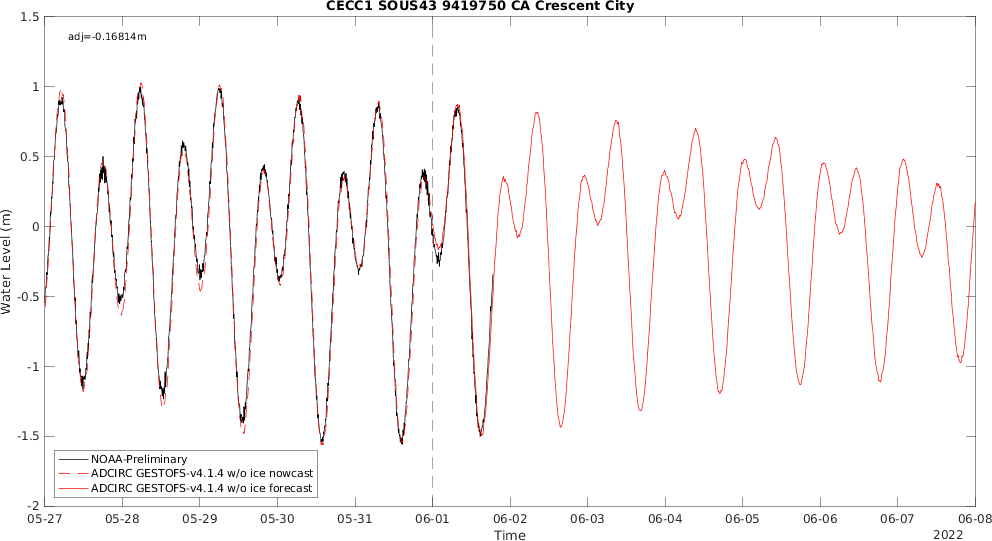 CECC1 SOUS43 9419750 CA Crescent City
adj=-0.16814m
1.5
1
0.5
0
-0.5
-1
-1.5
-2
Water Level (m)
NOAA-Preliminary
ADCIRC GESTOFS-v4.1.4 w/o ice nowcast
ADCIRC GESTOFS-v4.1.4 w/o ice forecast
05-27 05-28 05-29 05-30 05-31 06-01 06-02 06-03 06-04 06-05 06-06 06-07 06-08
Time
2022